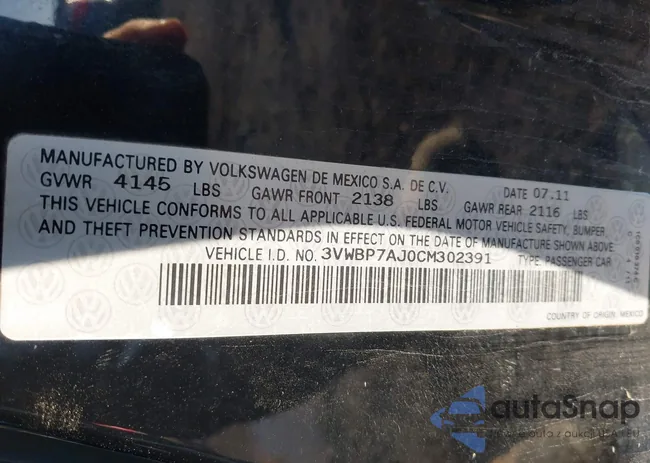 MANUFACTURED BY VOLKSWAGEN DE MEXICO S.A. DE C.V. DATE 07.11
GVWR 4145 LBS GAWR FRONT 2138 LBS GAWR REAR 2116 LBS
THIS VEHICLE CONFORMS TO ALL APPLICABLE U.S. FEDERAL MOTOR VEHICLE SAFETY, BUMPER,
AND THEFT PREVENTION STANDARDS IN EFFECT ON THE DATE OF MANUFACTURE SHOWN ABOVE
VEHICLE I.D. NO. 3VWBP7AJ0CM302391 TYPE: PASSENGER CAR
COUNTRY OF ORIGIN: MEXICO
autoSnap